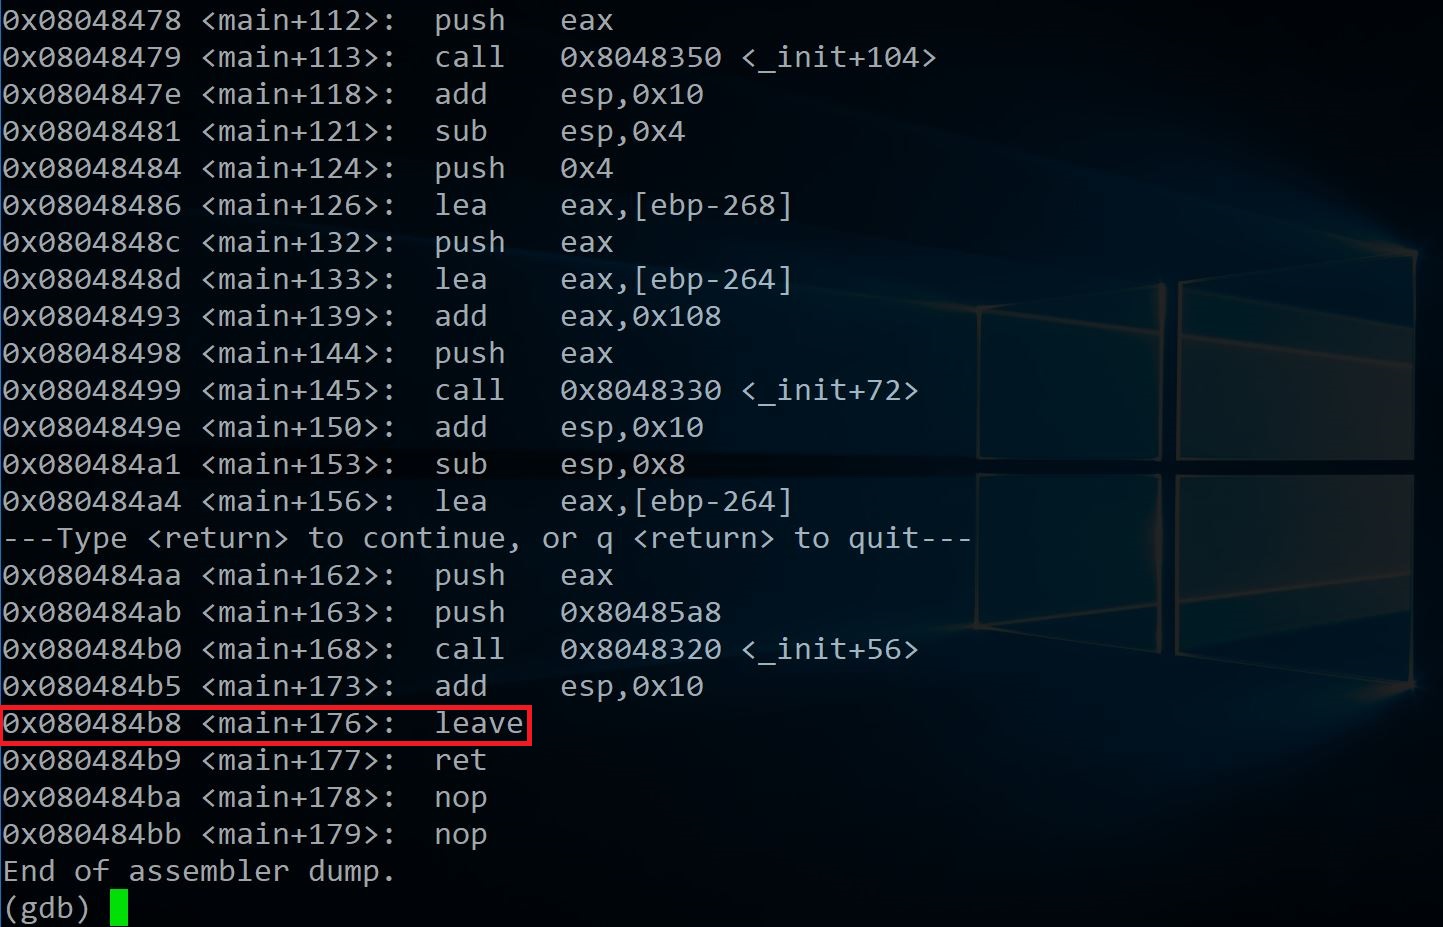 0x08048478 <main+112>:  push   eax
0x08048479 <main+113>:  call   0x8048350 <_init+104>
0x0804847e <main+118>:  add    esp,0x10
0x08048481 <main+121>:  sub    esp,0x4
0x08048484 <main+124>:  push   0x4
0x08048486 <main+126>:  lea    eax,[ebp-268]
0x0804848c <main+132>:  push   eax
0x0804848d <main+133>:  lea    eax,[ebp-264]
0x08048493 <main+139>:  add    eax,0x108
0x08048498 <main+144>:  push   eax
0x08048499 <main+145>:  call   0x8048330 <_init+72>
0x0804849e <main+150>:  add    esp,0x10
0x080484a1 <main+153>:  sub    esp,0x8
0x080484a4 <main+156>:  lea    eax,[ebp-264]
---Type <return> to continue, or q <return> to quit---
0x080484aa <main+162>:  push   eax
0x080484ab <main+163>:  push   0x80485a8
0x080484b0 <main+168>:  call   0x8048320 <_init+56>
0x080484b5 <main+173>:  add    esp,0x10
0x080484b8 <main+176>:  leave
0x080484b9 <main+177>:  ret
0x080484ba <main+178>:  nop
0x080484bb <main+179>:  nop
End of assembler dump.
(gdb)